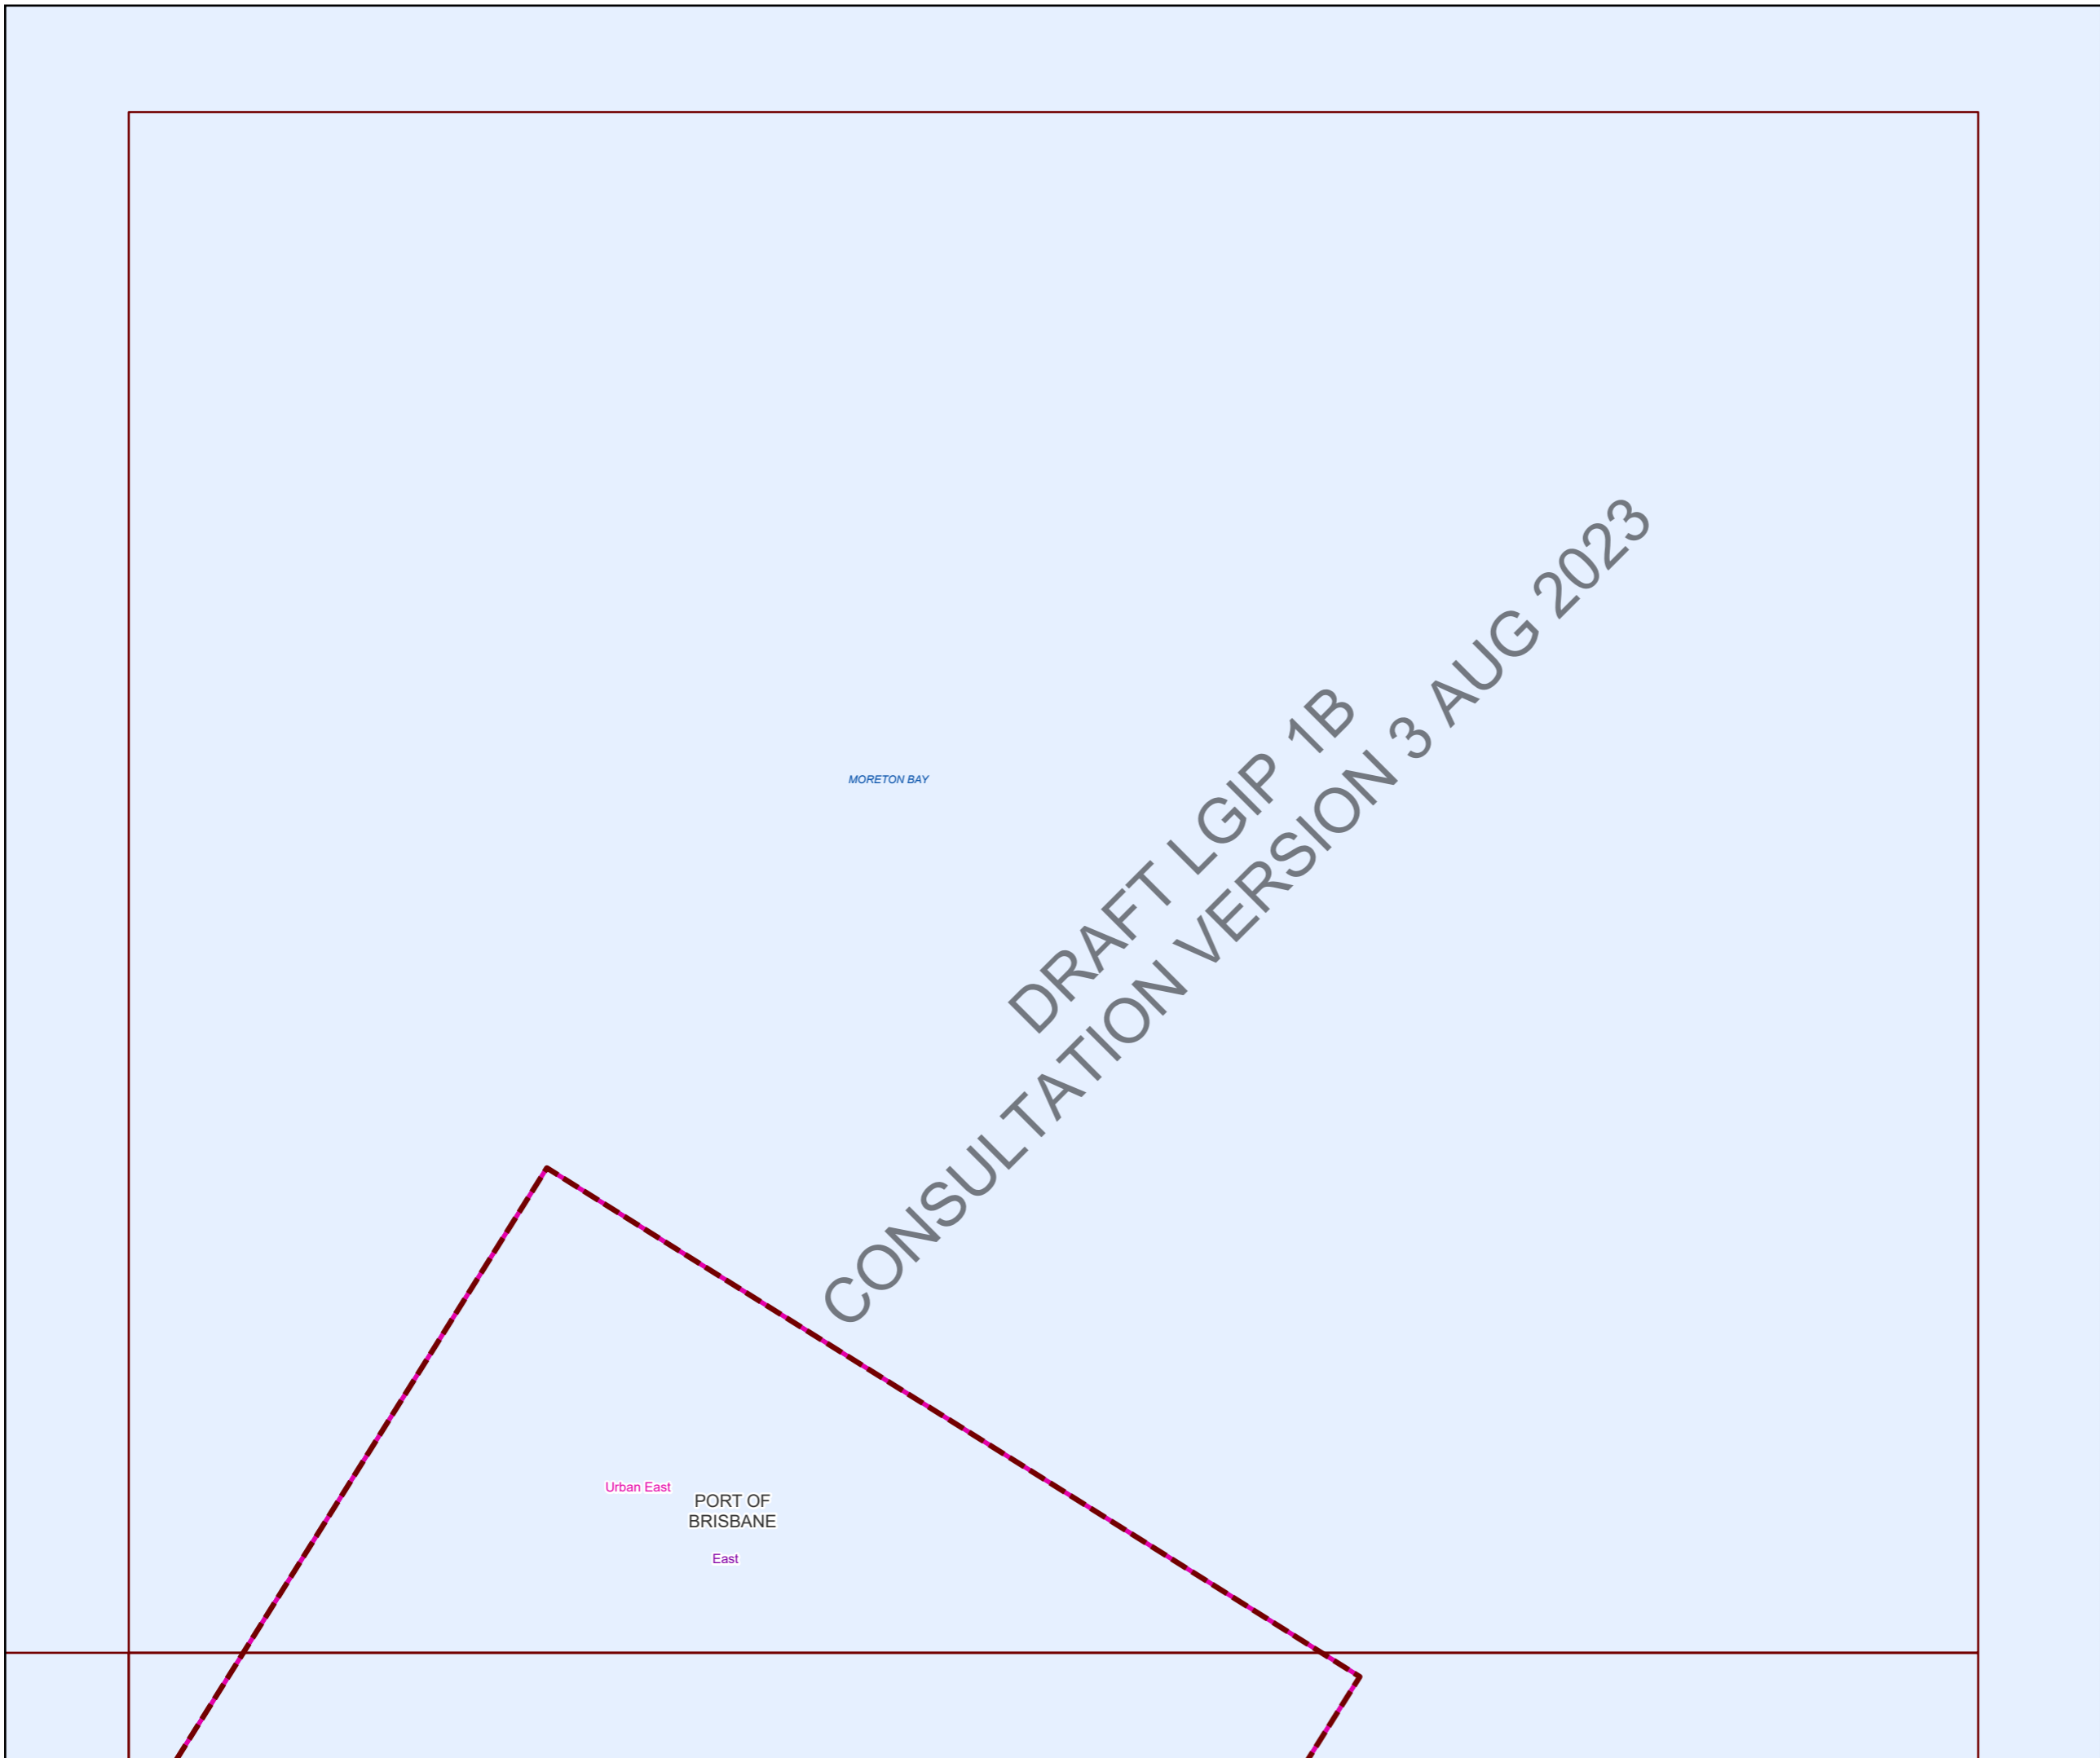 MORETON BAY
DRAFT LGIP 1B
CONSULTATION VERSION 3 AUG 2023
Urban East
PORT OF
BRISBANE
East